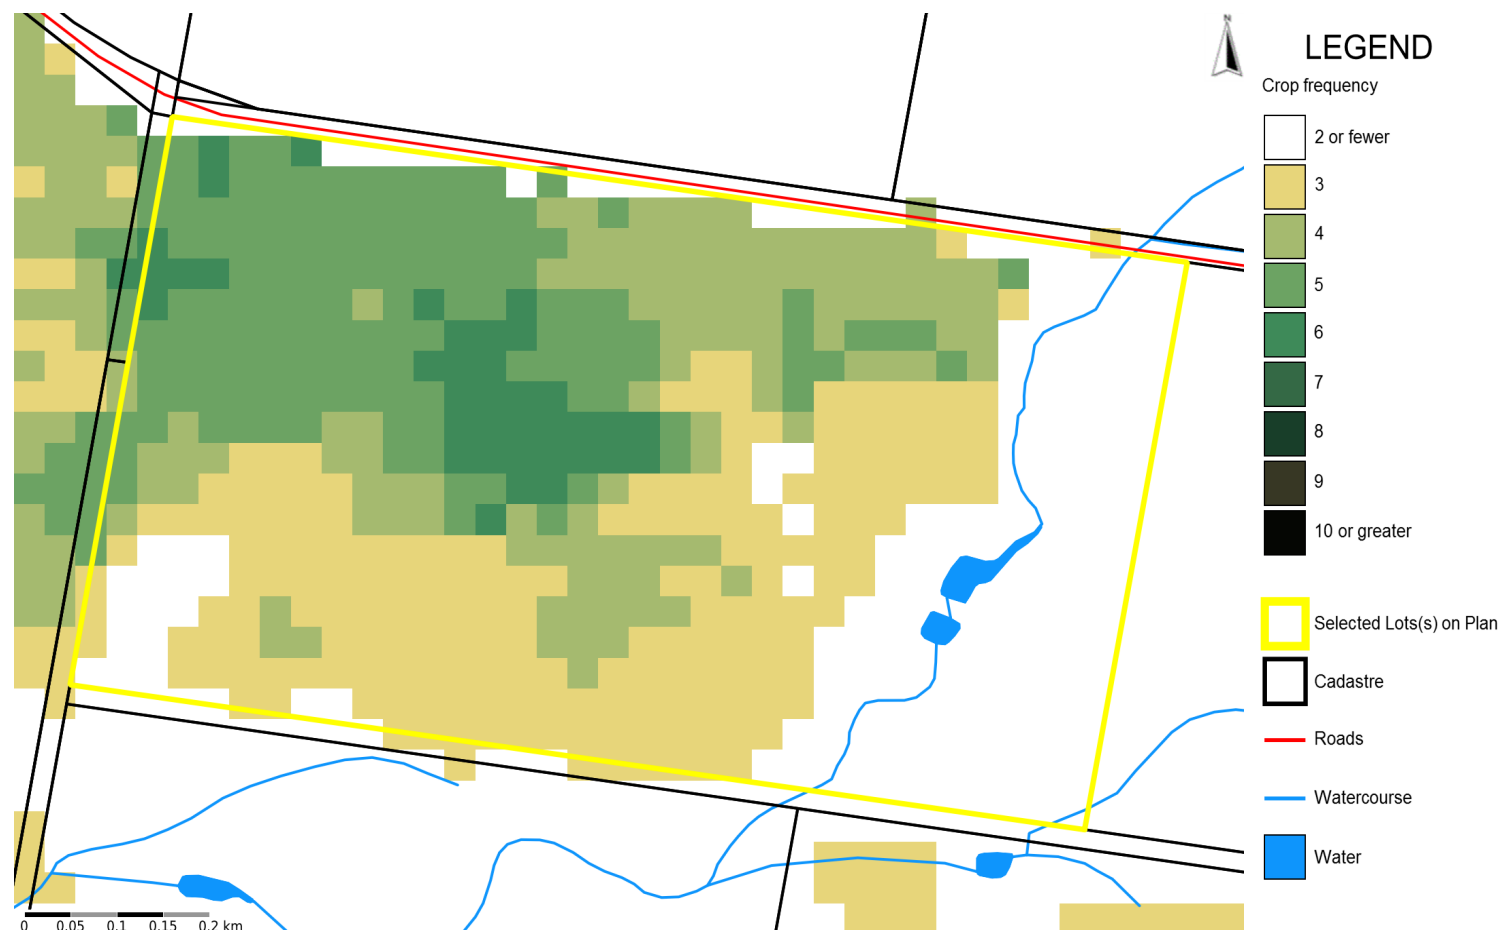 N
LEGEND
Crop frequency
2 or fewer
3
4
5
6
7
8
9
10 or greater
Selected Lots(s) on Plan
Cadastre
Roads
Watercourse
Water
0 0.05 0.1 0.15 0.2 km